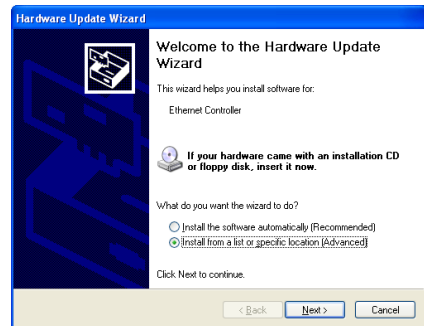 Hardware Update Wizard
Welcome to the Hardware Update
Wizard
This wizard helps you install software for:
Ethernet Controller
If your hardware came with an installation CD
or floppy disk, insert it now.
What do you want the wizard to do?
Install the software automatically (Recommended)
Install from a list or specific location (Advanced)
Click Next to continue.
< Back Next > Cancel